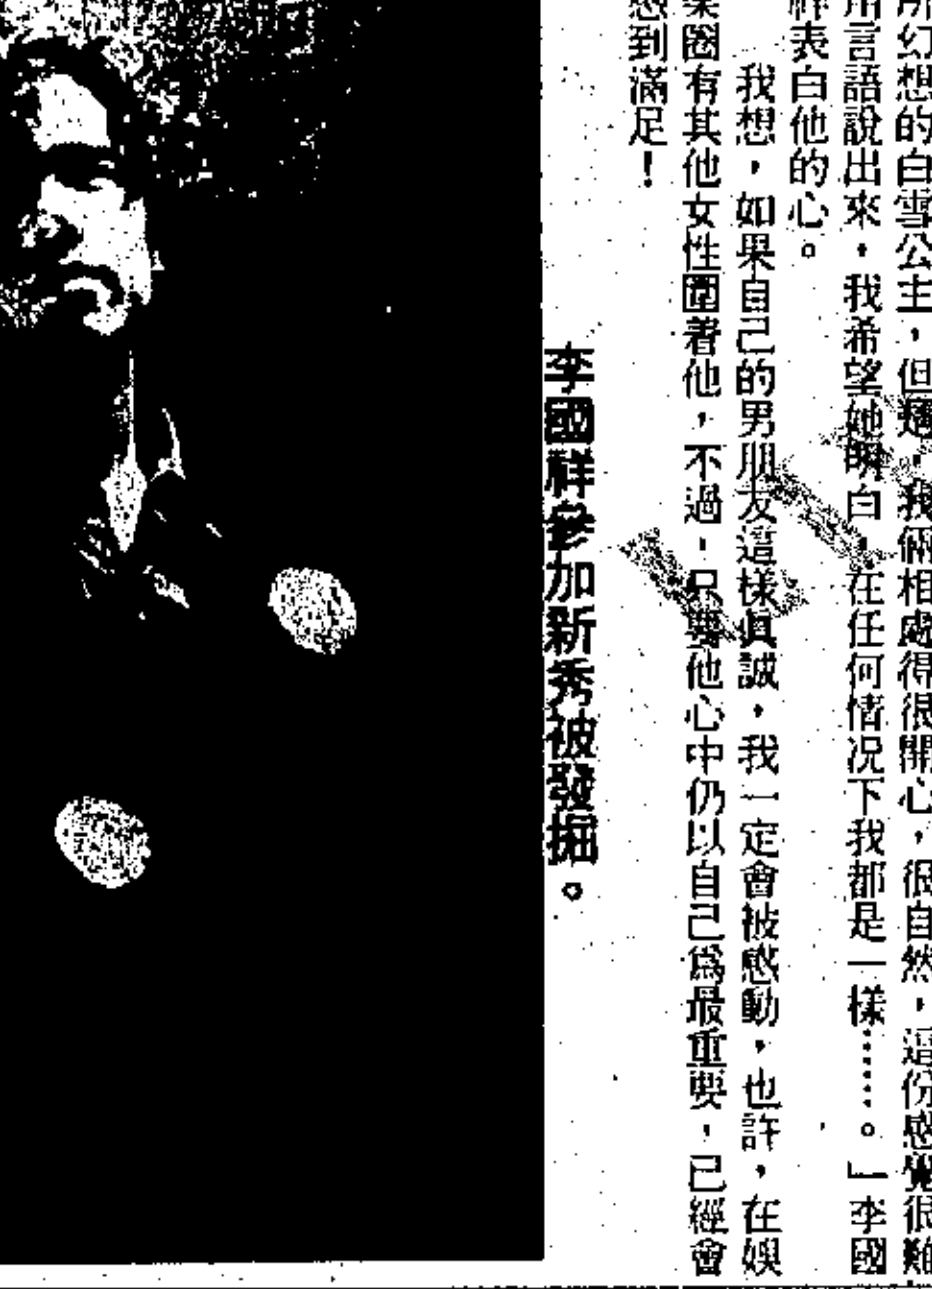 所幻想的白雪公主，但是，我倆相處得很開心，很自然，這份感覺很難
用言語說出來，我希望她明白，在任何情況下我都是一樣……。」李國
祥表白他的心。
我想，如果自己的男朋友這樣眞誠，我一定會被感動，也許，在娛
樂圈有其他女性圍着他，不過，只要他心中仍以自己爲最重要，已經會
感到滿足！
李國祥參加新秀被發掘。